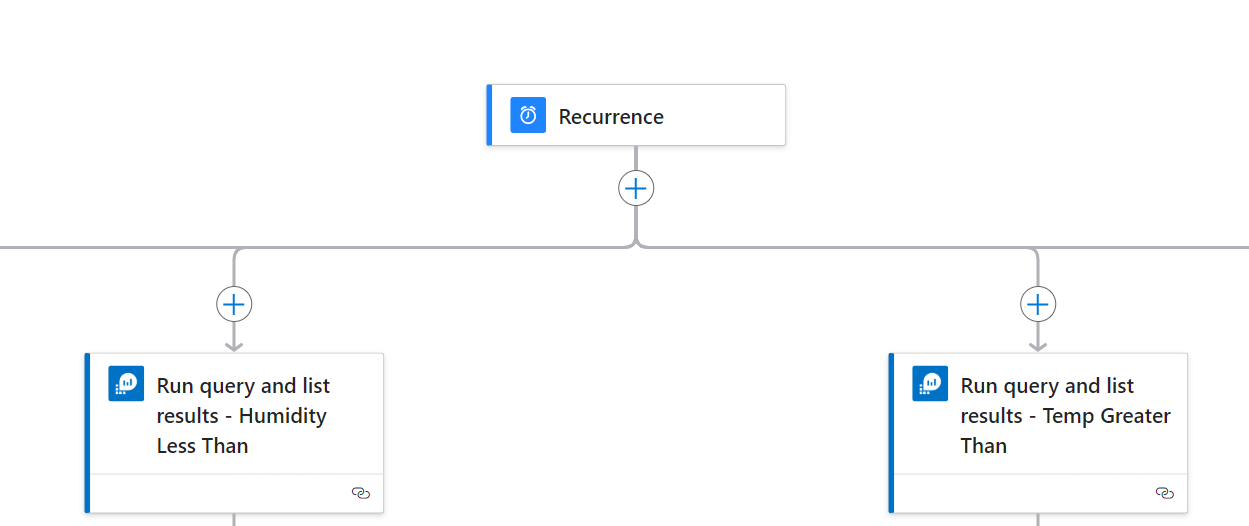 Recurrence
Run query and list
results - Humidity
Less Than
Run query and list
results - Temp Greater
Than